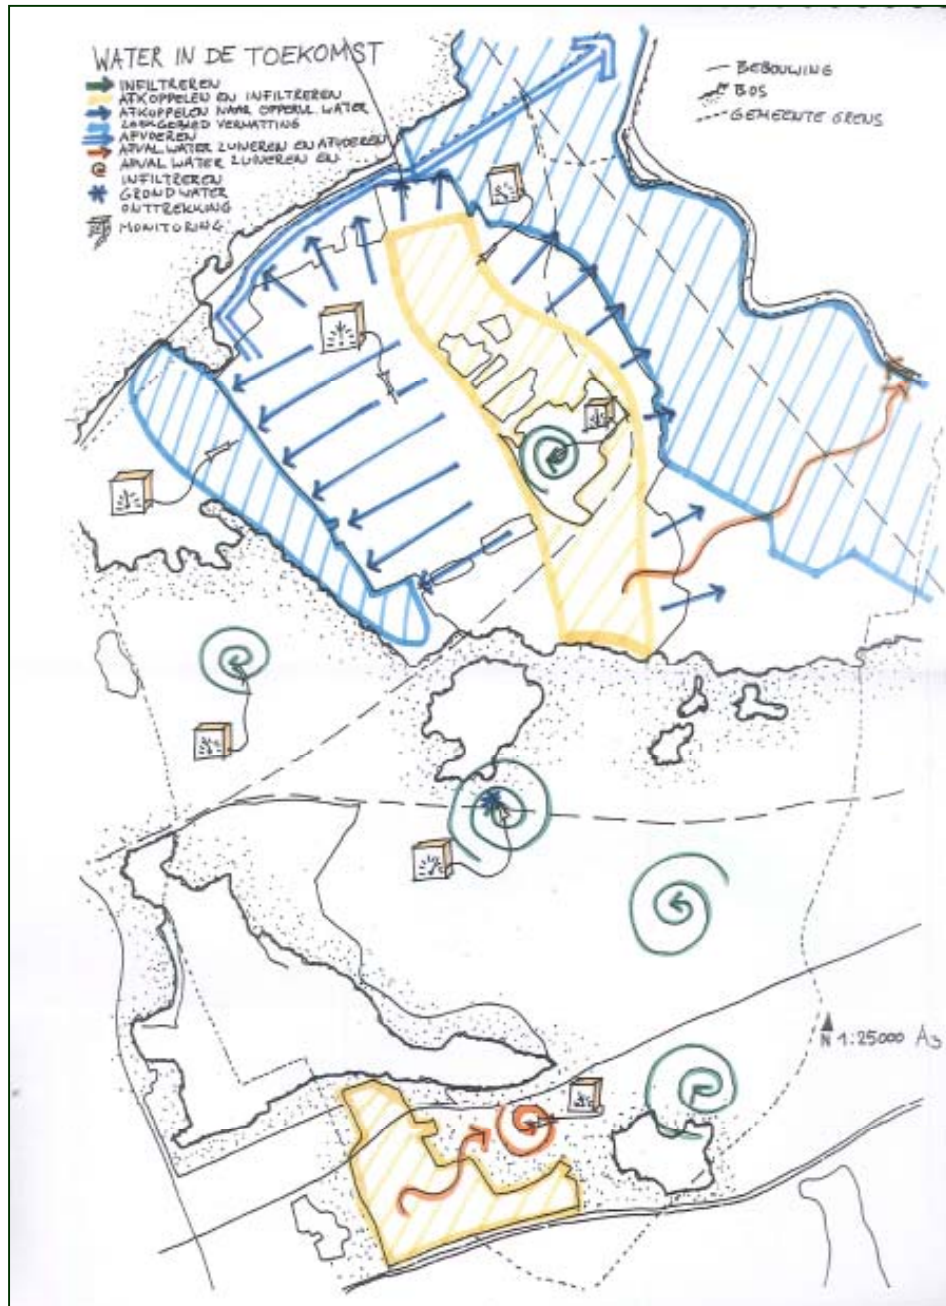 WATER IN DE TOEKOMST
INFILTREREN
AFKOPPELEN EN INFILTREREN
AFKOPPELEN NAAR OPPERVL. WATER
ZOEKGEBIED VERNATTING
AFVOEREN
AFVAL WATER ZUIVEREN EN AFVOEREN
AFVAL WATER ZUIVEREN EN
INFILTREREN
GRONDWATER
ONTTREKKING
MONITORING
BEBOUWING
BOS
GEMEENTE GRENS
N 1:25000 A3